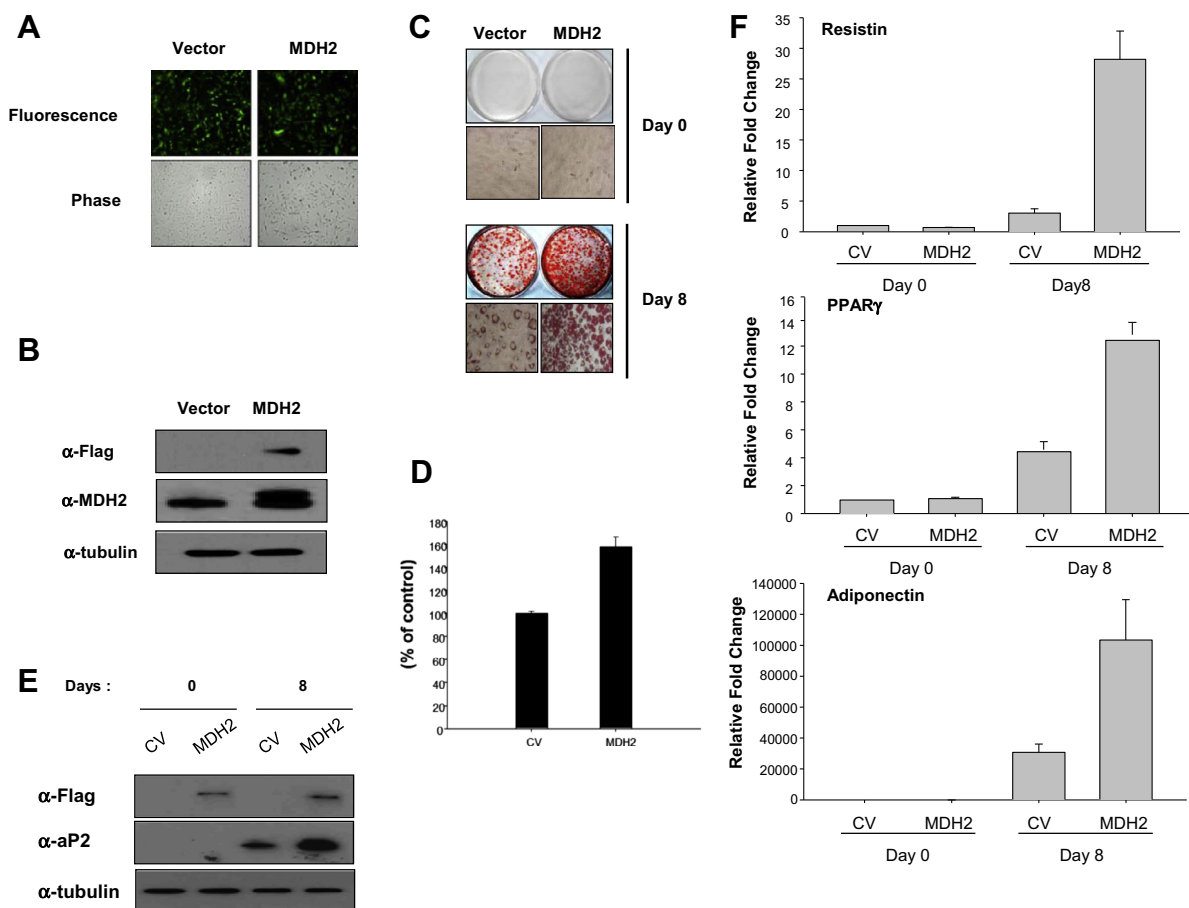 A
Vector MDH2
Fluorescence
Phase
B
Vector MDH2
α-Flag
α-MDH2
α-tubulin
C
Vector MDH2
Day 0
Day 8
D
(% of control)
180
160
140
120
100
80
60
40
20
0
CV MDH2
E
Days : 0 8
CV MDH2 CV MDH2
α-Flag
α-aP2
α-tubulin
F
Resistin
Relative Fold Change
35
30
25
20
15
10
5
0
CV MDH2 CV MDH2
Day 0 Day8
PPARγ
Relative Fold Change
16
14
12
10
8
6
4
2
0
CV MDH2 CV MDH2
Day 0 Day 8
Adiponectin
Relative Fold Change
140000
120000
100000
80000
60000
40000
20000
0
CV MDH2 CV MDH2
Day 0 Day 8